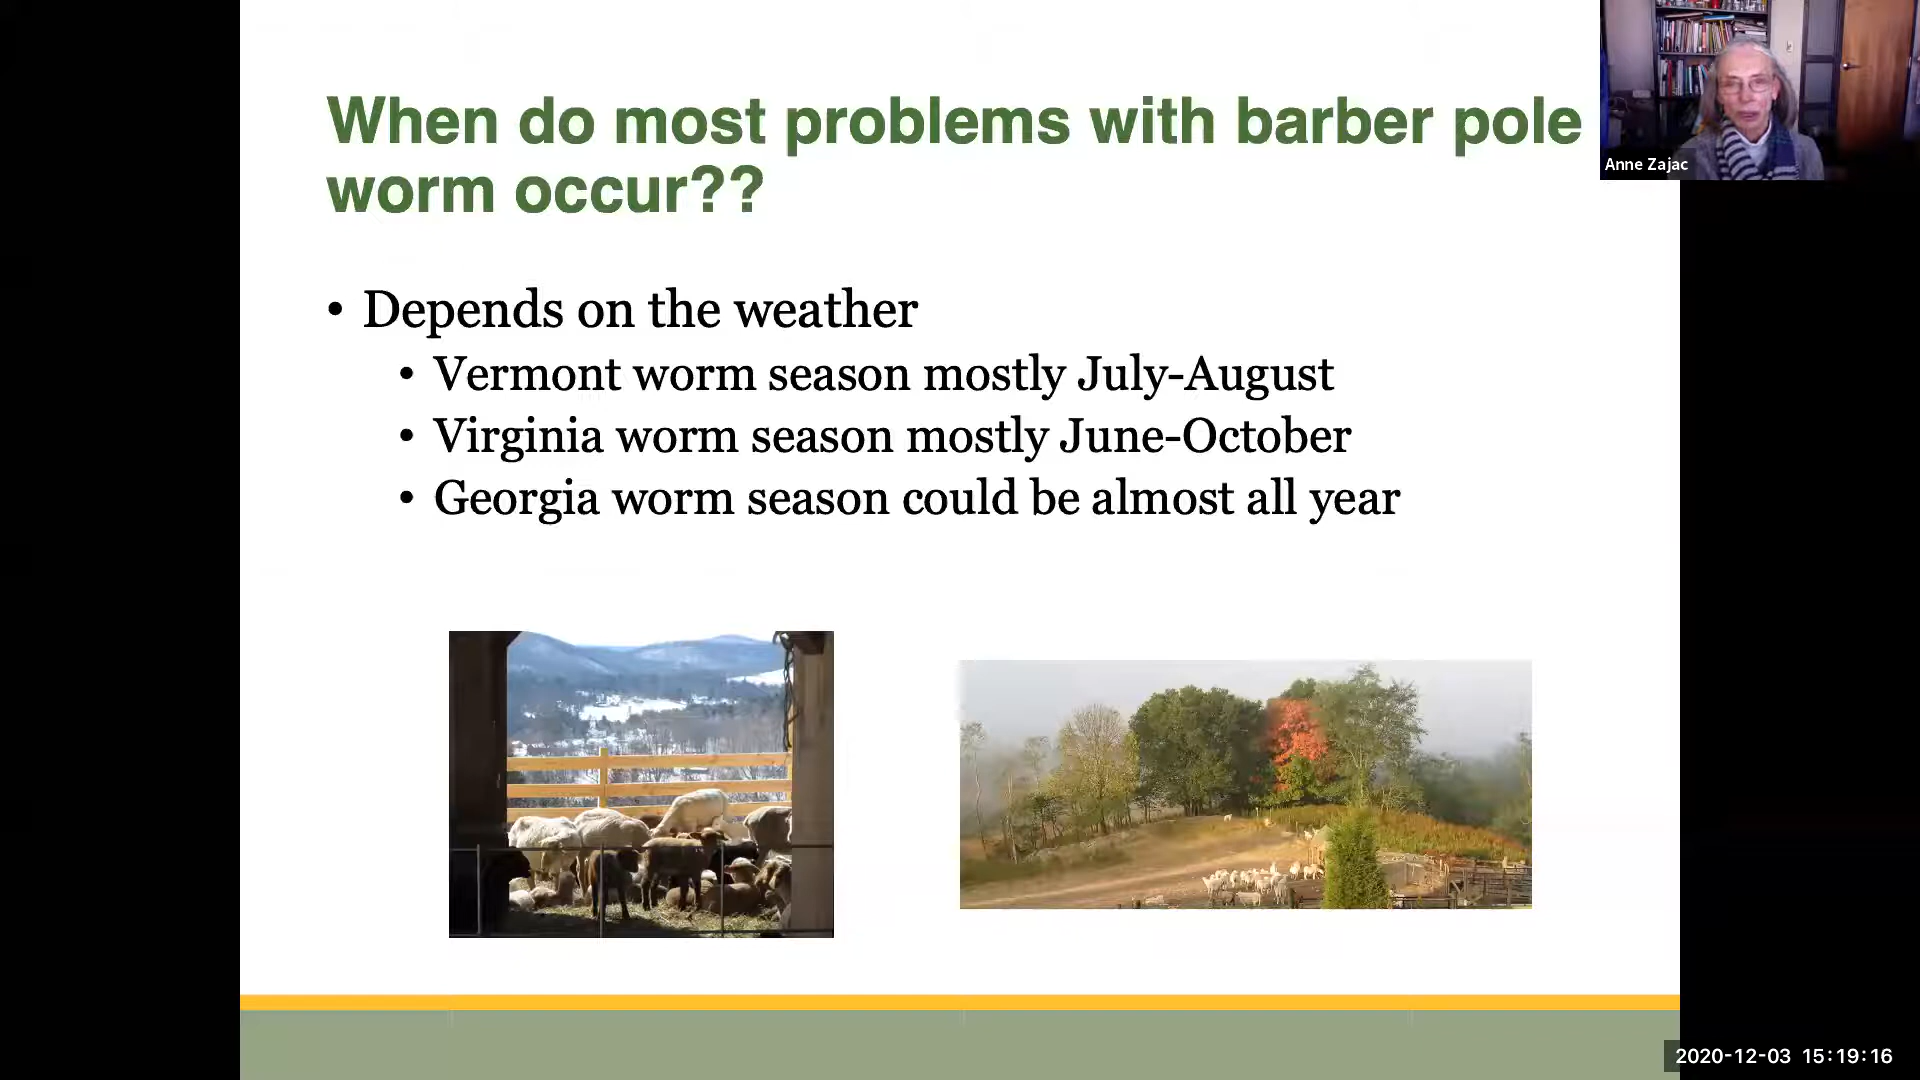 When do most problems with barber pole
worm occur??
Anne Zajac
• Depends on the weather
• Vermont worm season mostly July-August
• Virginia worm season mostly June-October
• Georgia worm season could be almost all year
2020-12-03 15:19:16